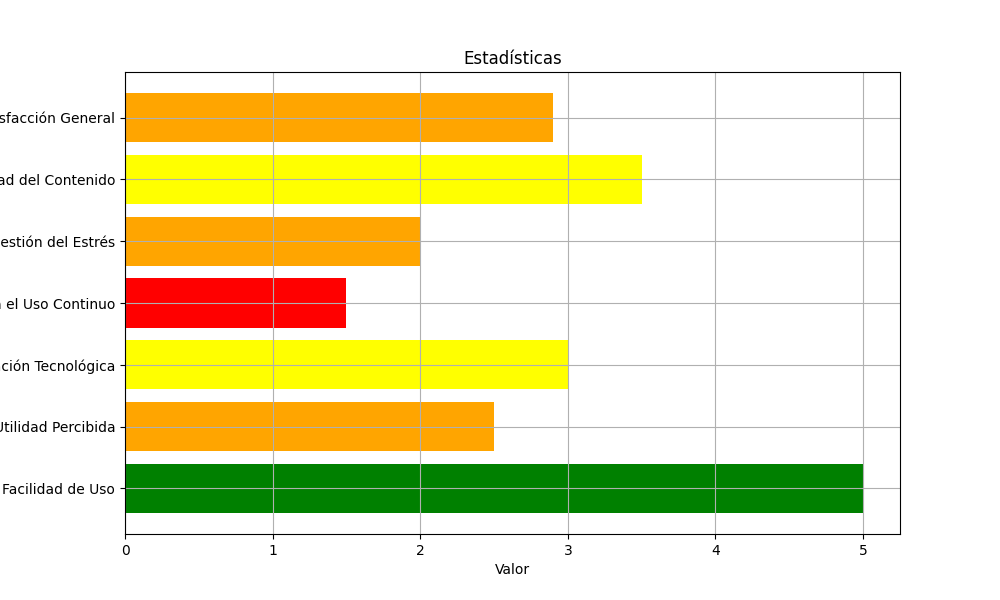 Estadísticas
sfacción General
ad del Contenido
estión del Estrés
el Uso Continuo
ción Tecnológica
Utilidad Percibida
Facilidad de Uso
0 1 2 3 4 5
Valor